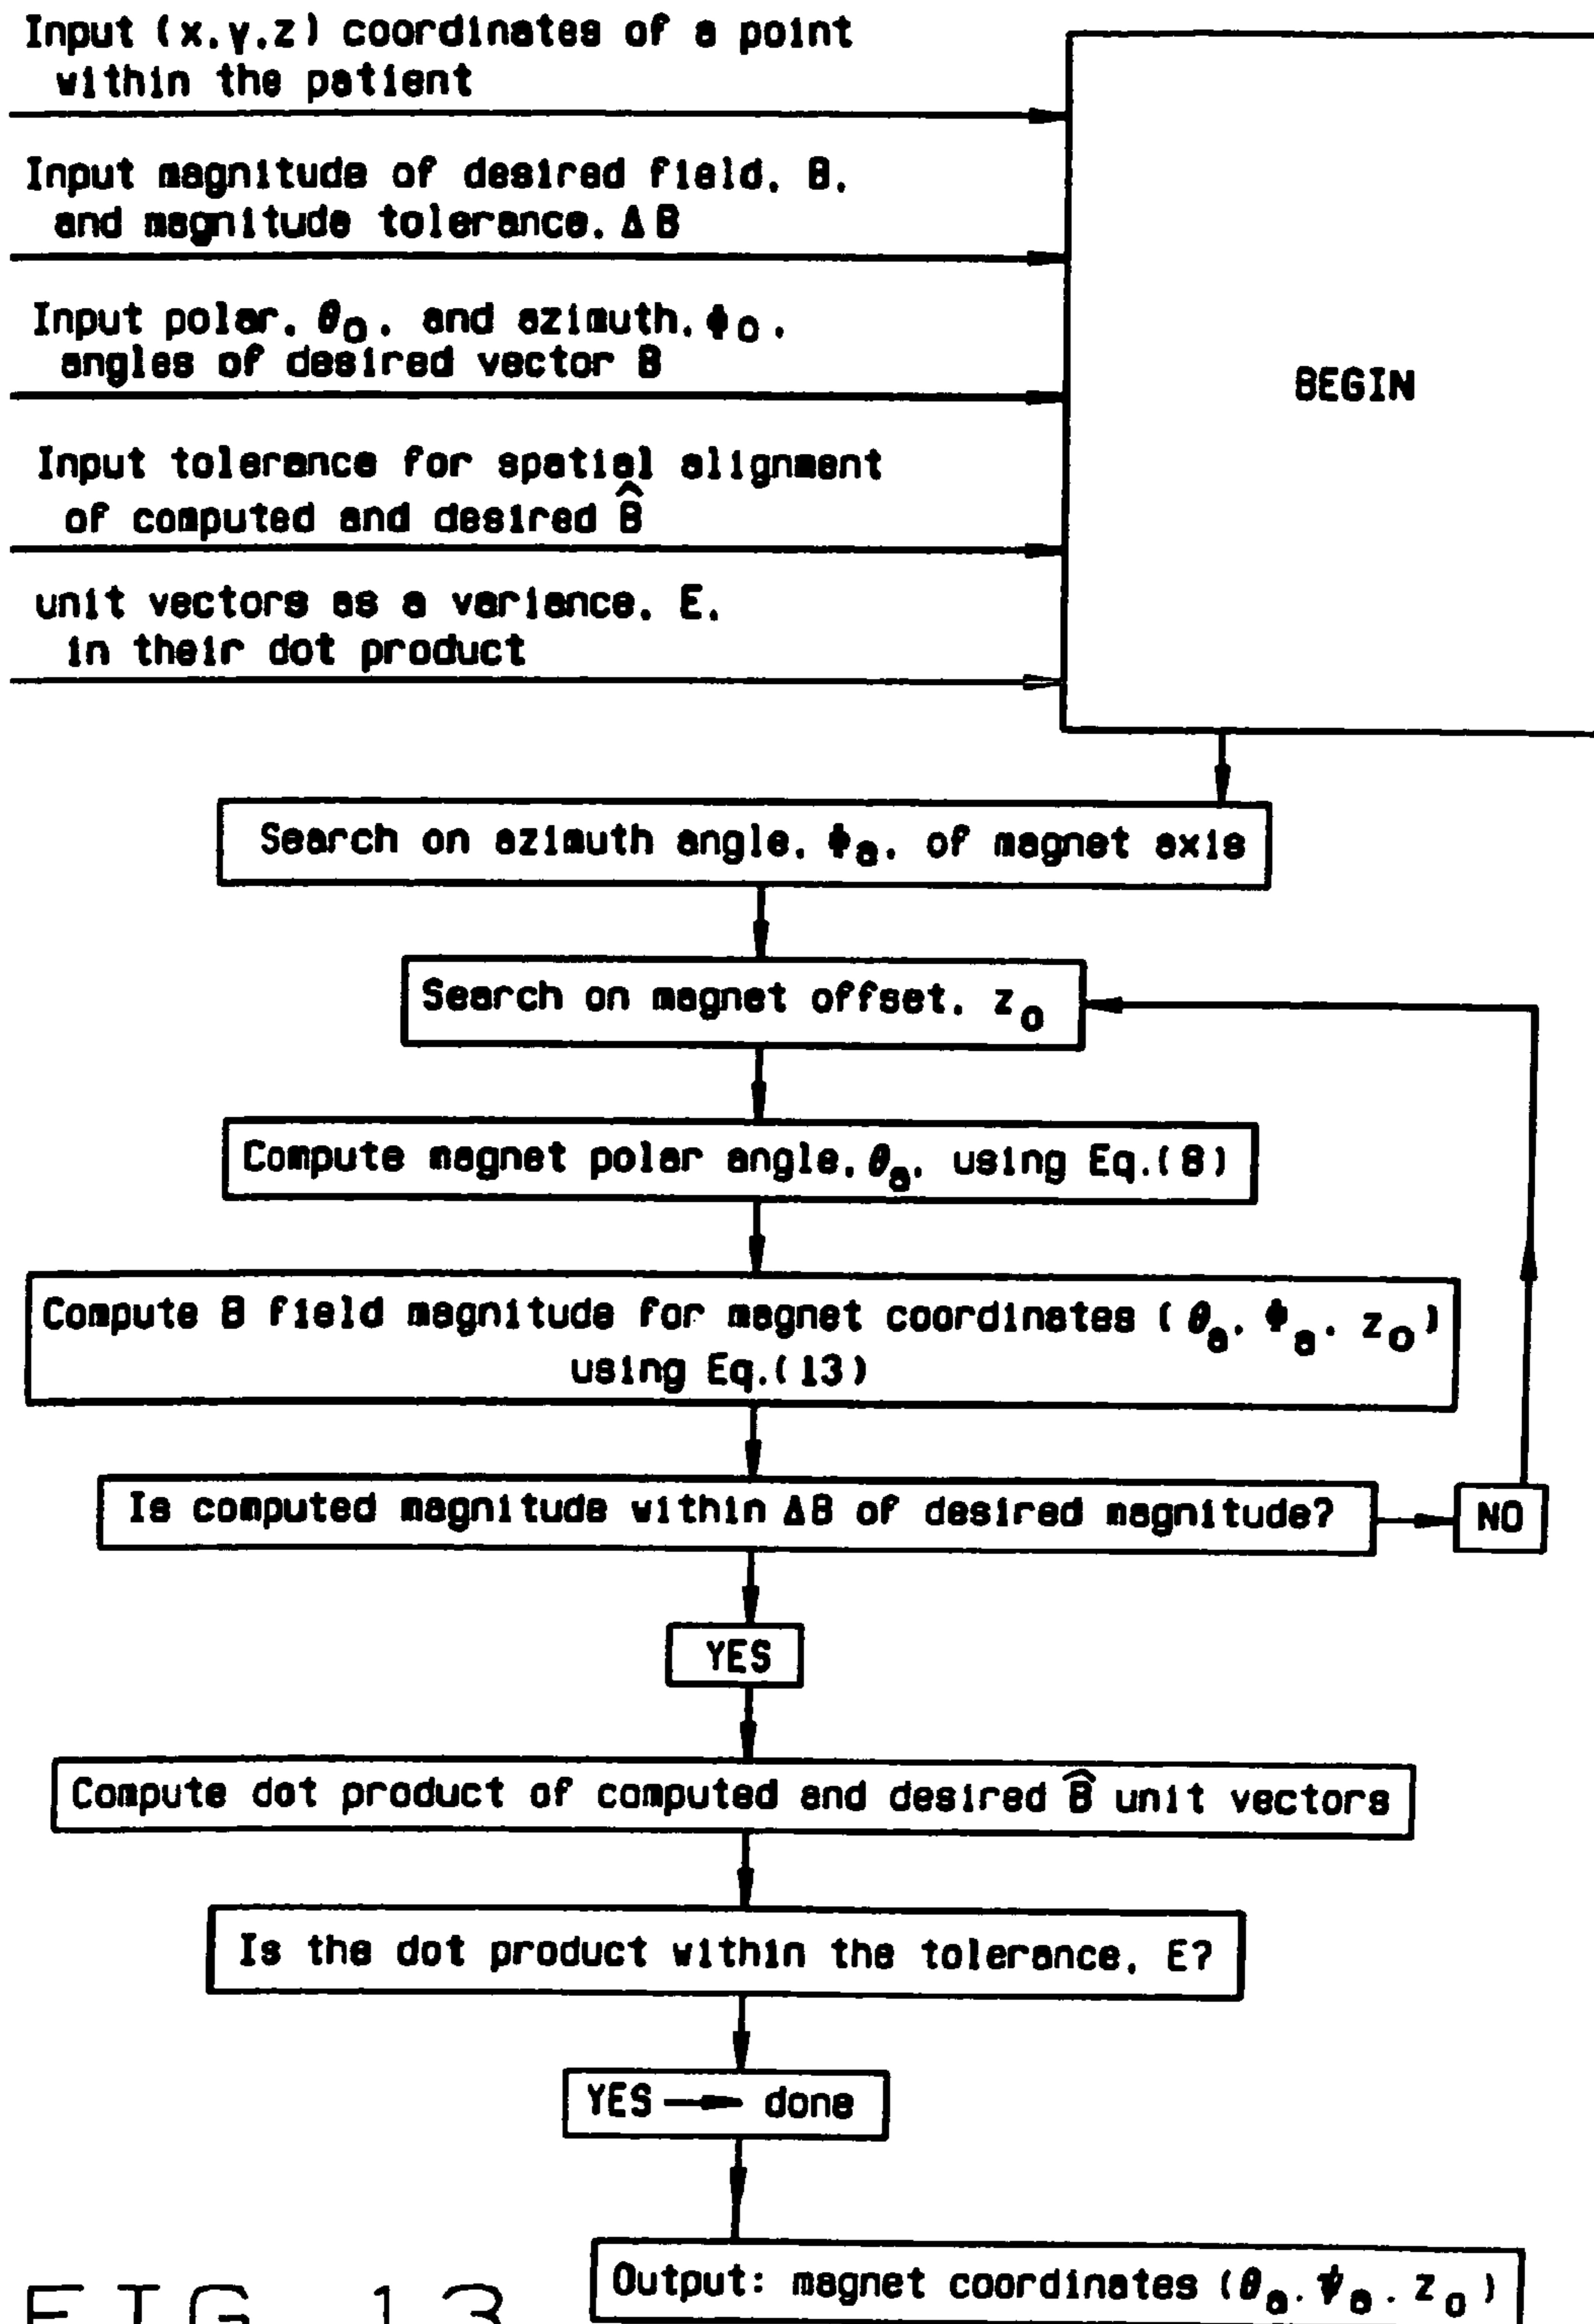 Input (x,y,z) coordinates of a point
within the patient
Input magnitude of desired field, B,
and magnitude tolerance, ΔB
Input polar, θ₀, and azimuth, ϕ₀,
angles of desired vector B
Input tolerance for spatial alignment
of computed and desired B̂
unit vectors as a variance, E,
in their dot product
BEGIN
Search on azimuth angle, ϕₐ, of magnet axis
Search on magnet offset, z₀
Compute magnet polar angle, θₐ, using Eq.(8)
Compute B field magnitude for magnet coordinates (θₐ, ϕₐ, z₀)
using Eq.(13)
Is computed magnitude within ΔB of desired magnitude?
NO
YES
Compute dot product of computed and desired B̂ unit vectors
Is the dot product within the tolerance, E?
YES → done
Output: magnet coordinates (θₐ, ψₐ, z₀)
FIG. 13